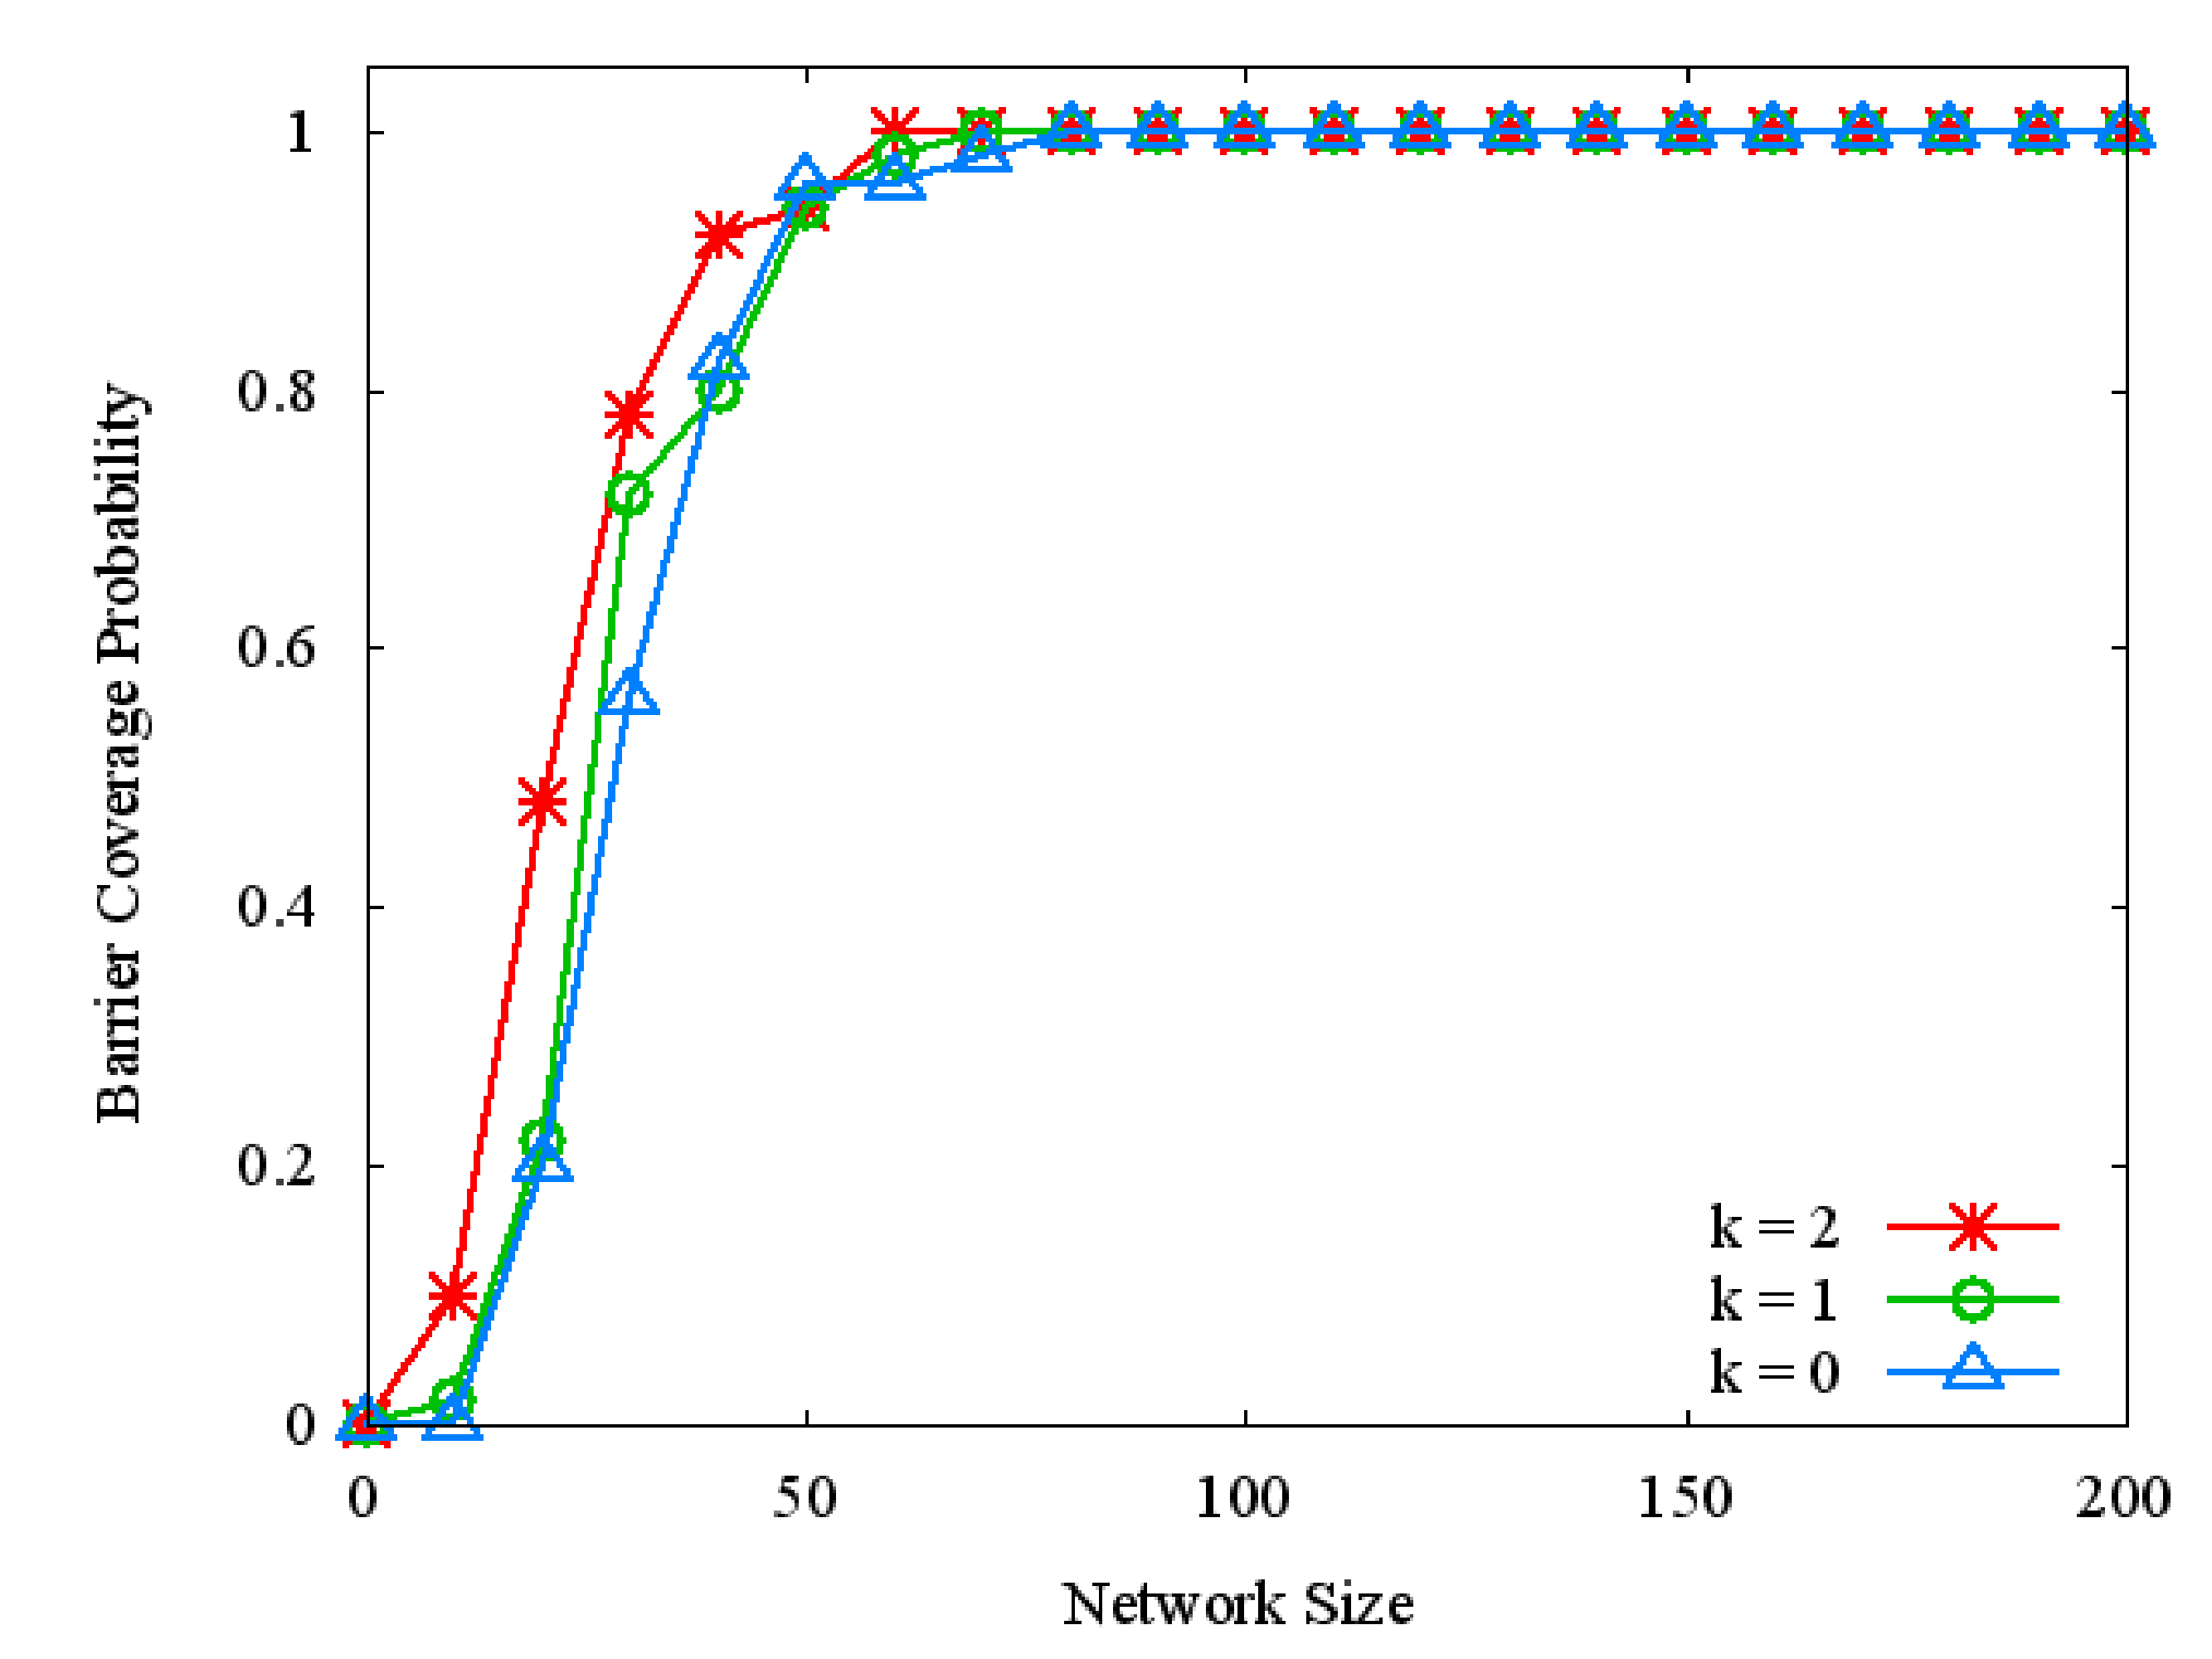 1
0.8
0.6
0.4
0.2
0
Barrier Coverage Probability
k = 2
k = 1
k = 0
0 50 100 150 200
Network Size